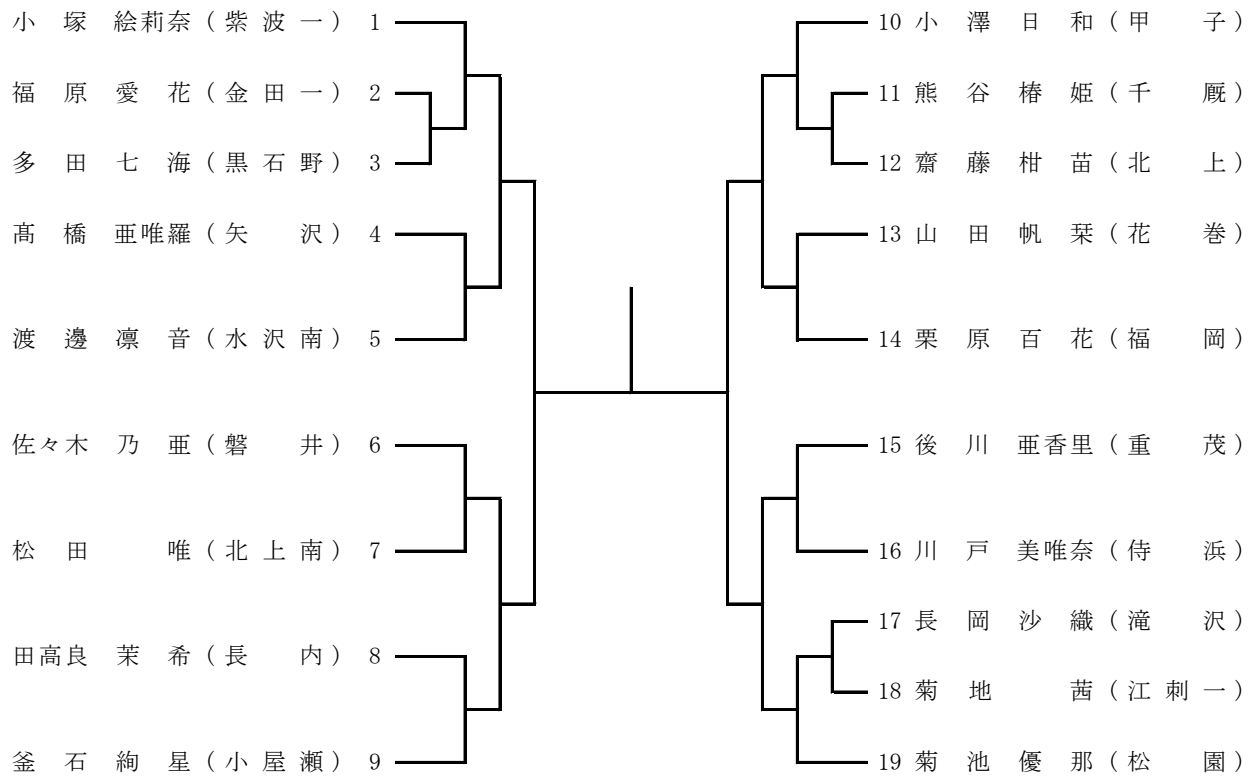 小塚絵莉奈（紫波一） 1
福原愛花（金田一） 2
多田七海（黒石野） 3
髙橋亜唯羅（矢沢） 4
渡邊凛音（水沢南） 5
佐々木乃亜（磐井） 6
松田唯（北上南） 7
田高良茉希（長内） 8
釜石絢星（小屋瀬） 9
10 小澤日和（甲子）
11 熊谷椿姫（千厩）
12 齋藤柑苗（北上）
13 山田帆栞（花巻）
14 栗原百花（福岡）
15 後川亜香里（重茂）
16 川戸美唯奈（侍浜）
17 長岡沙織（滝沢）
18 菊地茜（江刺一）
19 菊池優那（松園）